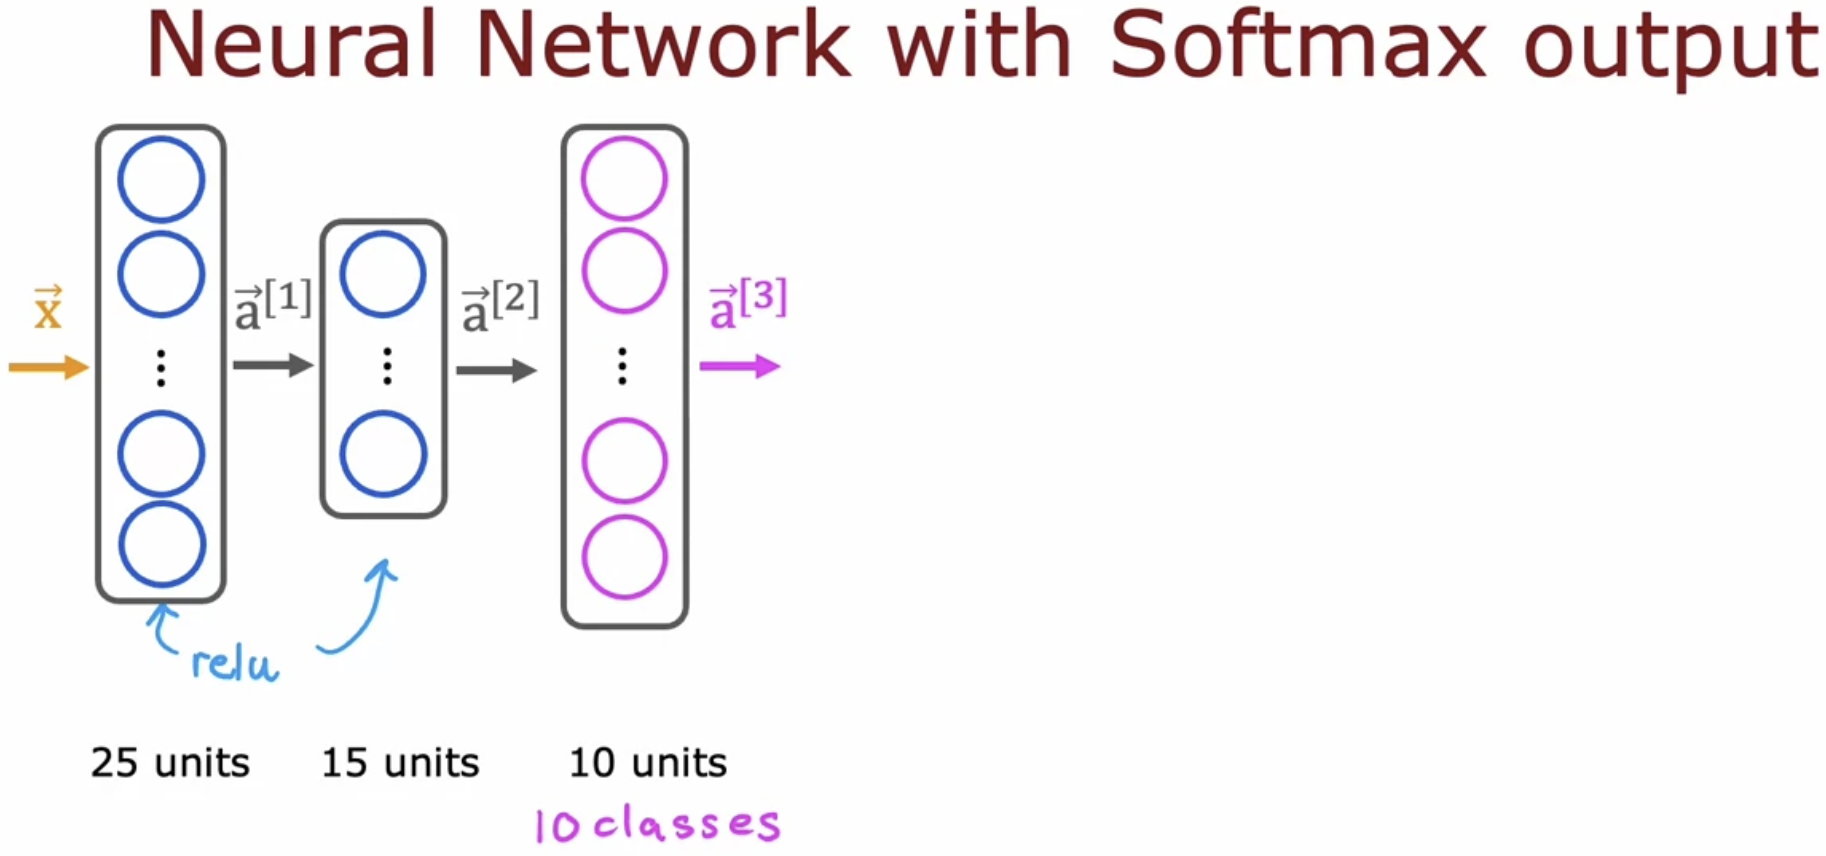 Neural Network with Softmax output
x⃗
a⃗[1]
a⃗[2]
a⃗[3]
relu
25 units 15 units 10 units
10 classes